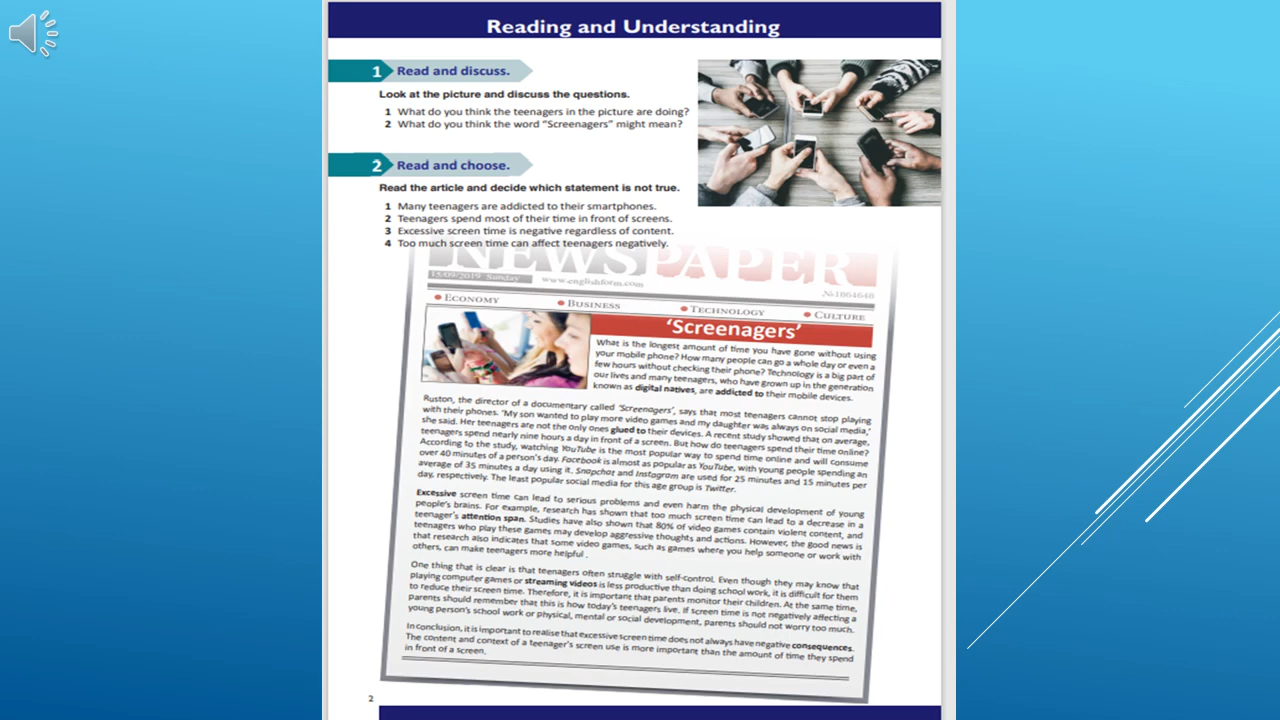 Reading and Understanding
1 Read and discuss.
Look at the picture and discuss the questions.
1 What do you think the teenagers in the picture are doing?
2 What do you think the word “Screenagers” might mean?
2 Read and choose.
Read the article and decide which statement is not true.
1 Many teenagers are addicted to their smartphones.
2 Teenagers spend most of their time in front of screens.
3 Excessive screen time is negative regardless of content.
4 Too much screen time can affect teenagers negatively.
NEWSPAPER
15/09/2019 Sunday www.englishform.com №1864648
ECONOMY BUSINESS TECHNOLOGY CULTURE
‘Screenagers’
What is the longest amount of time you have gone without using
your mobile phone? How many people can go a whole day or even a
few hours without checking their phone? Technology is a big part of
our lives and many teenagers, who have grown up in the generation
known as digital natives, are addicted to their mobile devices.
Ruston, the director of a documentary called ‘Screenagers’, says that most teenagers cannot stop playing
with their phones. ‘My son wanted to play more video games and my daughter was always on social media,’
she said. Her teenagers are not the only ones glued to their devices. A recent study showed that on average,
teenagers spend nearly nine hours a day in front of a screen. But how do teenagers spend their time online?
According to the study, watching YouTube is the most popular way to spend time online and will consume
over 40 minutes of a person’s day. Facebook is almost as popular as YouTube, with young people spending an
average of 35 minutes a day using it. Snapchat and Instagram are used for 25 minutes and 15 minutes per
day, respectively. The least popular social media for this age group is Twitter.
Excessive screen time can lead to serious problems and even harm the physical development of young
people’s brains. For example, research has shown that too much screen time can lead to a decrease in a
teenager’s attention span. Studies have also shown that 80% of video games contain violent content, and
teenagers who play these games may develop aggressive thoughts and actions. However, the good news is
that research also indicates that some video games, such as games where you help someone or work with
others, can make teenagers more helpful .
One thing that is clear is that teenagers often struggle with self-control. Even though they may know that
playing computer games or streaming videos is less productive than doing school work, it is difficult for them
to reduce their screen time. Therefore, it is important that parents monitor their children. At the same time,
parents should remember that this is how today’s teenagers live. If screen time is not negatively affecting a
young person’s school work or physical, mental or social development, parents should not worry too much.
In conclusion, it is important to realise that excessive screen time does not always have negative consequences.
The content and context of a teenager’s screen use is more important than the amount of time they spend
in front of a screen.
2